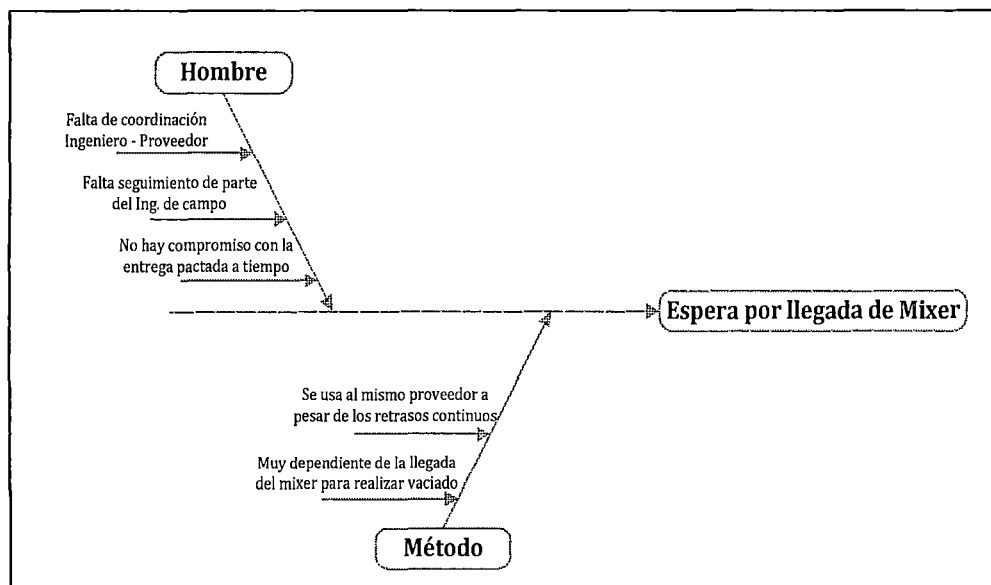 Hombre
Falta de coordinación
Ingeniero - Proveedor
Falta seguimiento de parte
del Ing. de campo
No hay compromiso con la
entrega pactada a tiempo
Espera por llegada de Mixer
Se usa al mismo proveedor a
pesar de los retrasos continuos
Muy dependiente de la llegada
del mixer para realizar vaciado
Método